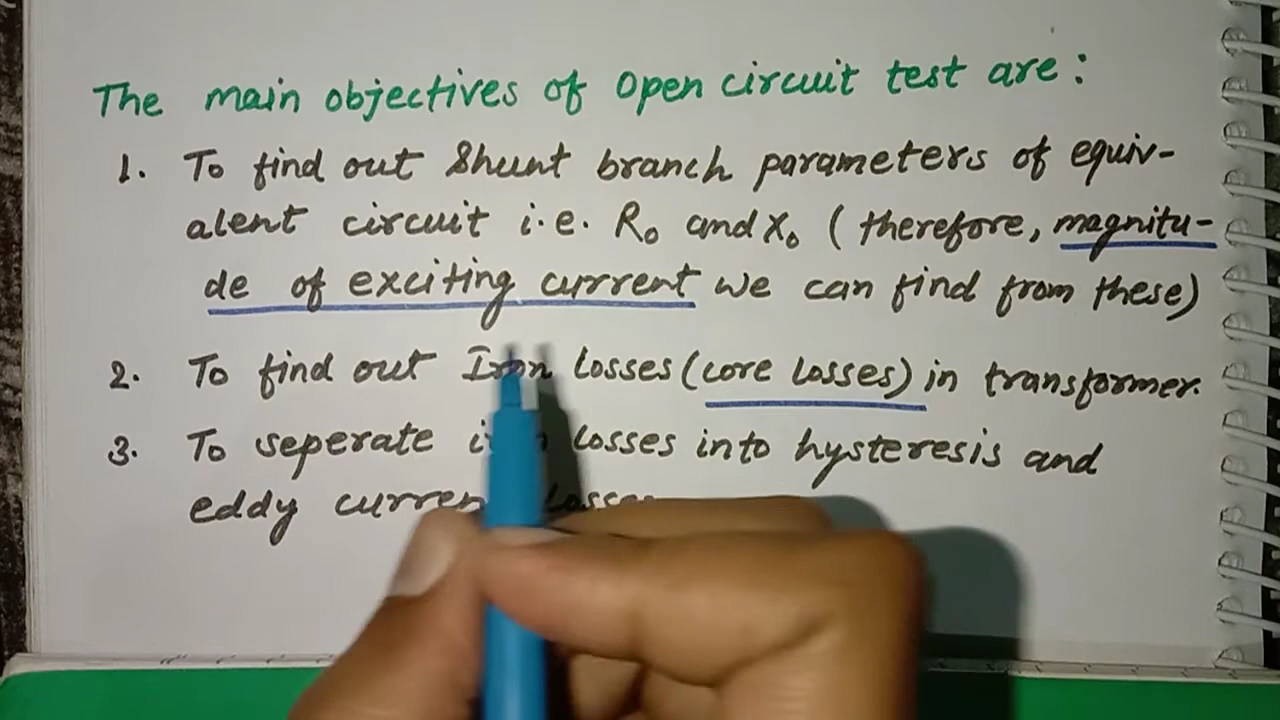 The main objectives of Open circuit test are:
1. To find out Shunt branch parameters of equiv-
alent circuit i.e. R₀ and X₀ (therefore, magnitu-
de of exciting current we can find from these)
2. To find out Iron losses (core losses) in transformer.
3. To seperate losses into hysteresis and
eddy